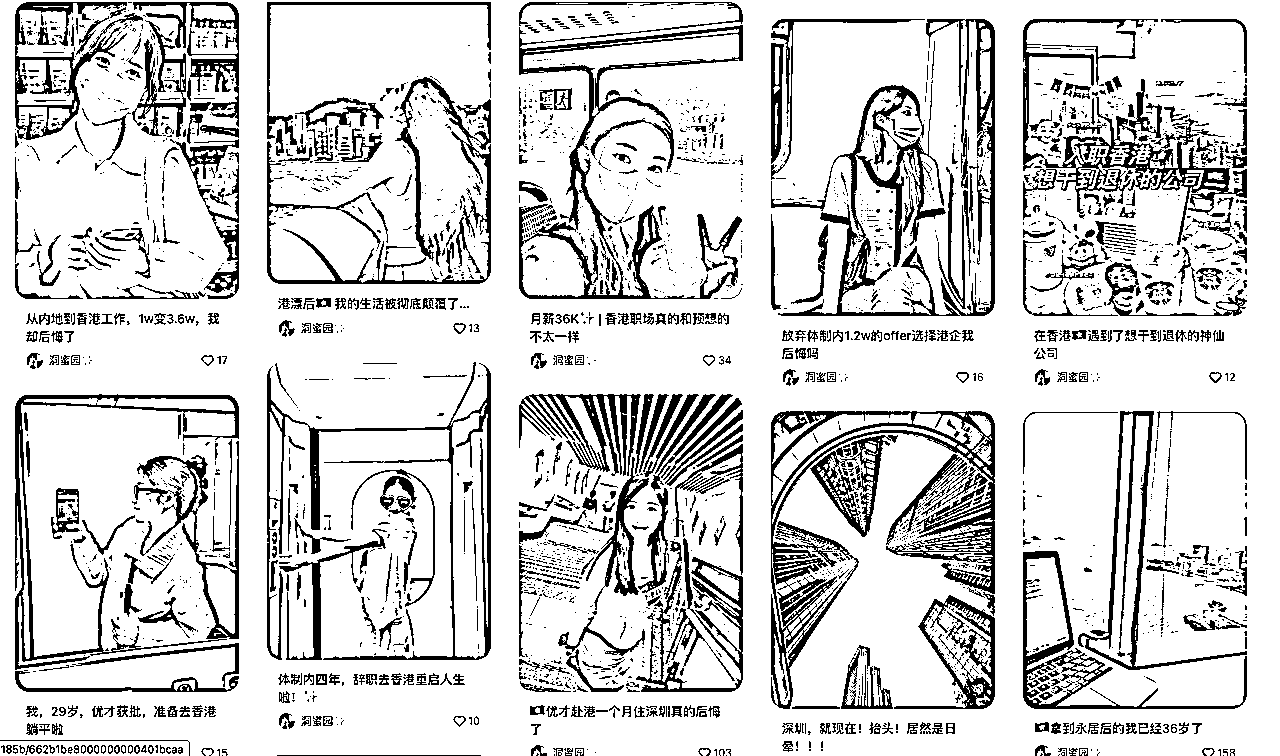 入职香港
想干到退休的公司
从内地到香港工作，1w变3.6w，我
却后悔了
洞蜜园
17
港漂后 我的生活被彻底颠覆了...
洞蜜园
13
月薪36K | 香港职场真的和预想的
不太一样
洞蜜园
34
放弃体制内1.2w的offer选择港企我
后悔吗
洞蜜园
16
在香港 遇到了想干到退休的神仙
公司
洞蜜园
12
我，29岁，优才获批，准备去香港
躺平啦
15
体制内四年，辞职去香港重启人生
啦！
洞蜜园
10
优才赴港一个月住深圳真的后悔
了
洞蜜园
103
深圳，就现在！抬头！居然是日
晕！！！
拿到永居后的我已经36岁了
洞蜜园
158
185b/662b1be8000000000401bcaa